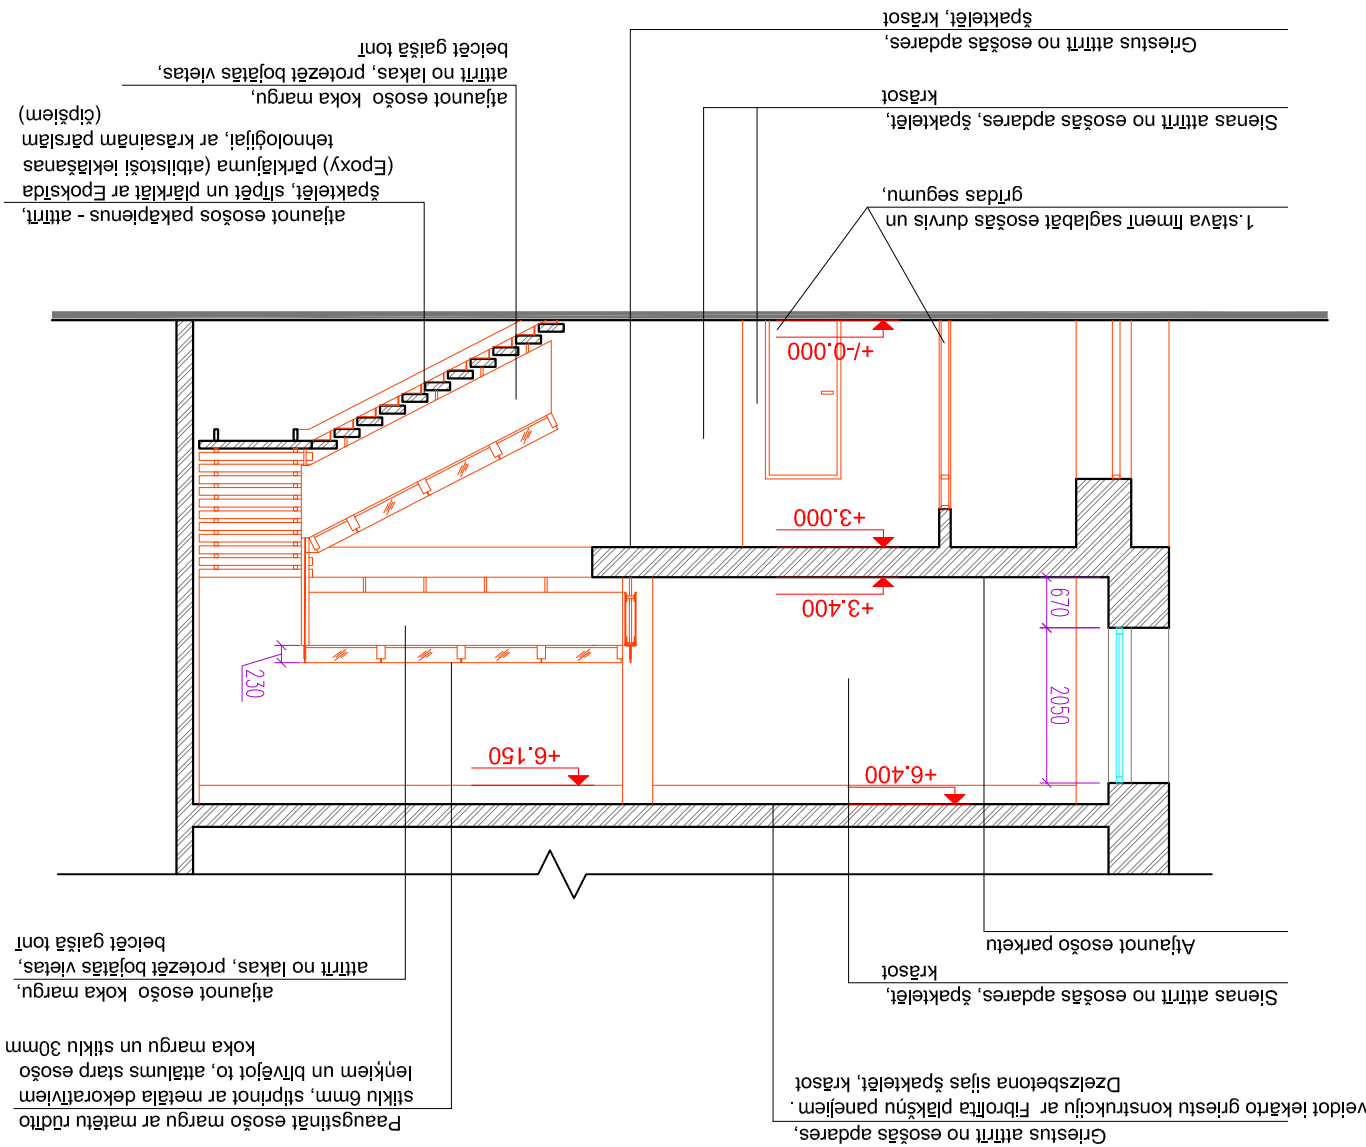 Griestus attīrīt no esošās apdares,
veidot iekārto griestu konstrukciju ar Fibrolīta plākšņu paneļiem.
Dzelzsbetona sijas špaktelēt, krāsot
Paaugstināt esošo margu ar matētu rūdīto
stiklu 6mm, stiprinot ar metāla dekoratīviem
leņķiem un blīvējot to, attālums starp esošo
koka margu un stiklu 30mm
Sienas attīrīt no esošās apdares, špaktelēt,
krāsot
atjaunot esošo koka margu,
attīrīt no lakas, protezēt bojātās vietas,
beicēt gaišā tonī
Atjaunot esošo parketu
+6.400
+6.150
2050
230
670
+3.400
+3.000
+/-0.000
1.stāva līmenī saglabāt esošās durvis un
grīdas segumu,
atjaunot esošos pakāpienus - attīrīt,
špaktelēt, slīpēt un plārklāt ar Epoksīda
(Epoxy) pārklājuma (atbilstoši ieklāšanas
tehnoloģijai, ar krāsainām pārslām
(čipšiem)
Sienas attīrīt no esošās apdares, špaktelēt,
krāsot
atjaunot esošo koka margu,
attīrīt no lakas, protezēt bojātās vietas,
beicēt gaišā tonī
Griestus attīrīt no esošās apdares,
špaktelēt, krāsot